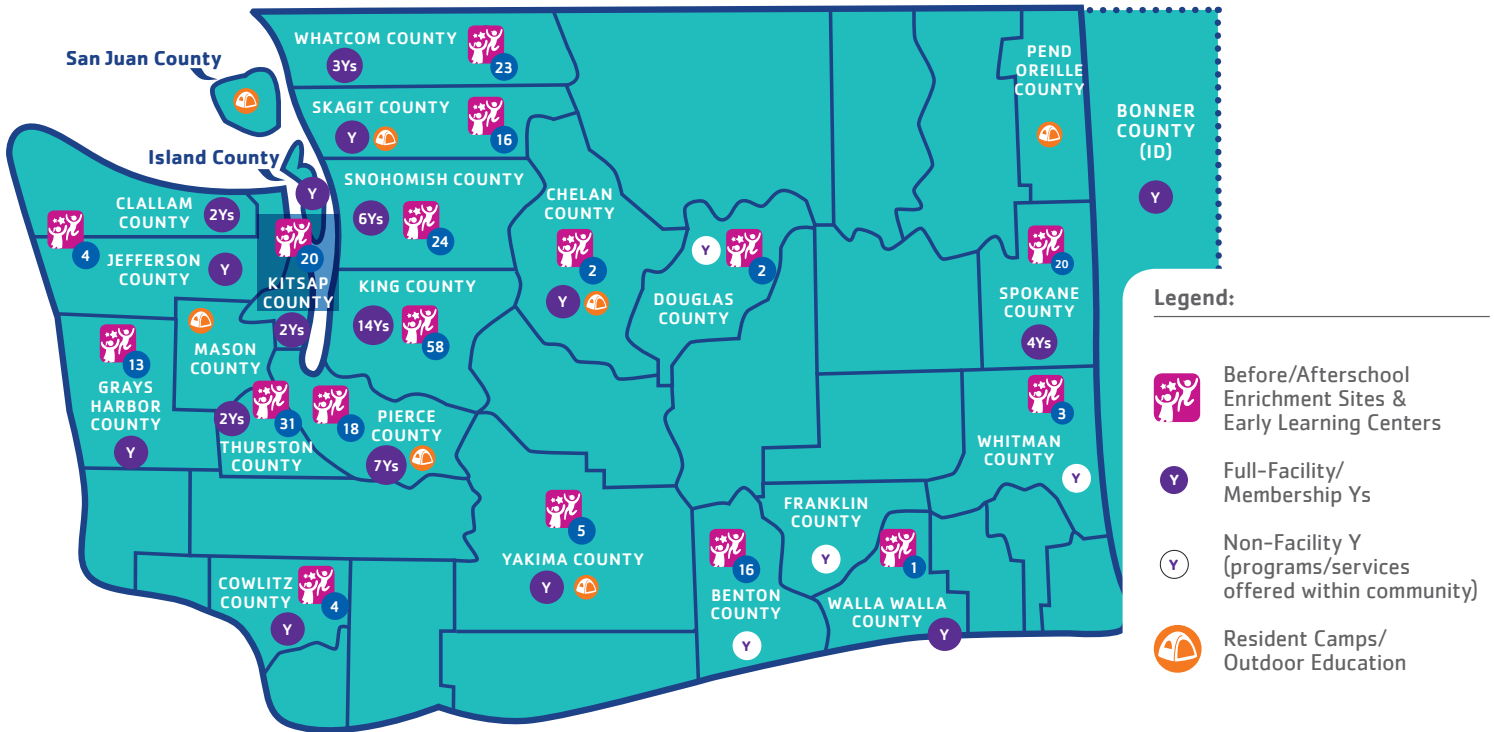 San Juan County
WHATCOM COUNTY
3Ys
23
SKAGIT COUNTY
Y
16
Island County
Y
SNOHOMISH COUNTY
6Ys
24
CLALLAM
COUNTY
2Ys
4
JEFFERSON
COUNTY
Y
20
KITSAP
COUNTY
2Ys
KING COUNTY
14Ys
58
CHELAN
COUNTY
2
Y
Y
2
DOUGLAS
COUNTY
PEND
OREILLE
COUNTY
BONNER
COUNTY
(ID)
Y
20
SPOKANE
COUNTY
4Ys
MASON
COUNTY
13
GRAYS
HARBOR
COUNTY
Y
2Ys
31
THURSTON
COUNTY
18
PIERCE
COUNTY
7Ys
3
WHITMAN
COUNTY
Y
5
YAKIMA COUNTY
Y
16
BENTON
COUNTY
Y
FRANKLIN
COUNTY
Y
1
WALLA WALLA
COUNTY
Y
COWLITZ
COUNTY
4
Y
Legend:
Before/Afterschool
Enrichment Sites &
Early Learning Centers
Y
Full-Facility/
Membership Ys
Y
Non-Facility Y
(programs/services
offered within community)
Resident Camps/
Outdoor Education